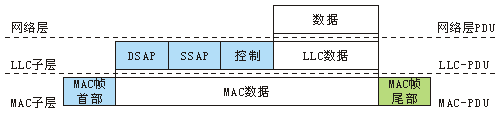 数据
网络层 网络层PDU
DSAP SSAP 控制 LLC数据
LLC子层 LLC-PDU
MAC帧首部 MAC数据 MAC帧尾部
MAC子层 MAC-PDU